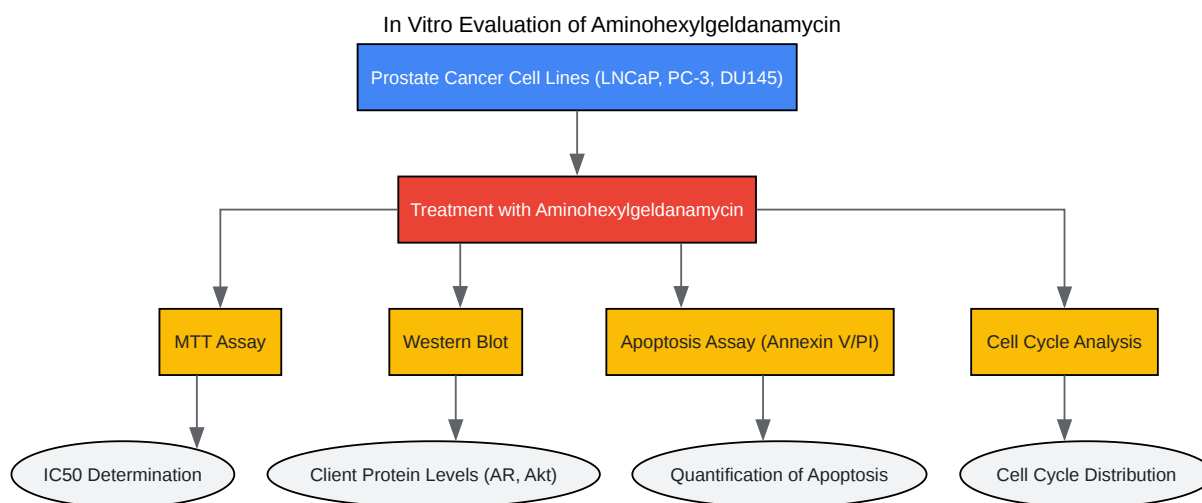 In Vitro Evaluation of Aminohexylgeldanamycin
Prostate Cancer Cell Lines (LNCaP, PC-3, DU145)
Treatment with Aminohexylgeldanamycin
MTT Assay
Western Blot
Apoptosis Assay (Annexin V/PI)
Cell Cycle Analysis
IC50 Determination
Client Protein Levels (AR, Akt)
Quantification of Apoptosis
Cell Cycle Distribution